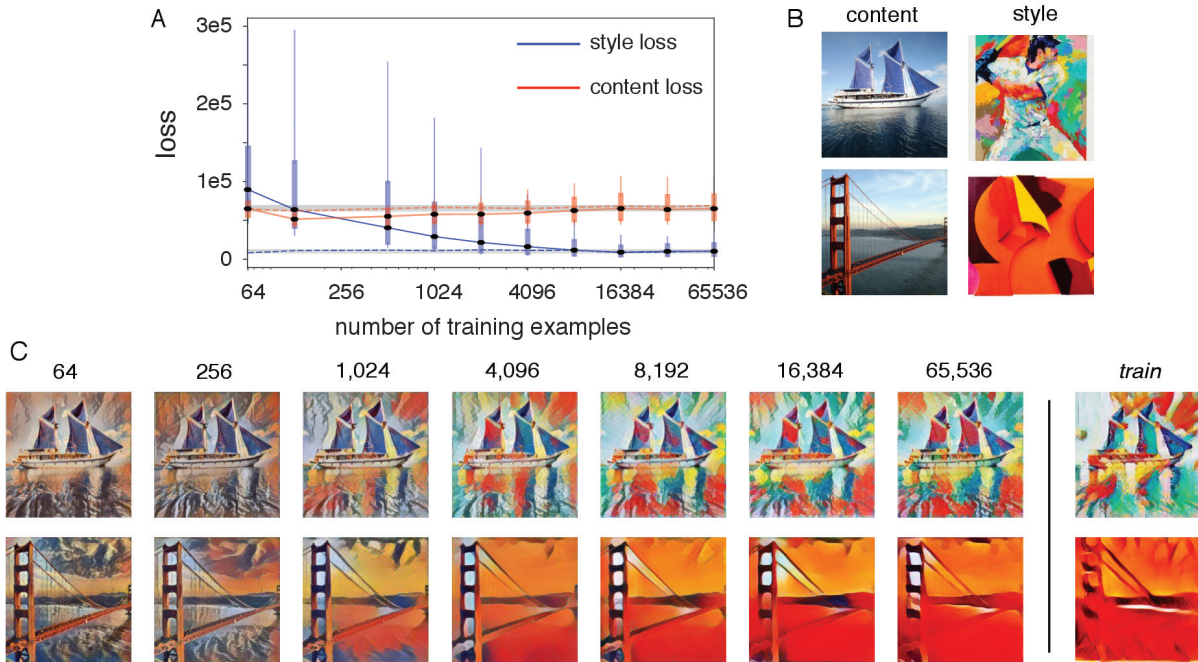 A
3e5
2e5
1e5
0
loss
style loss
content loss
64 256 1024 4096 16384 65536
number of training examples
B
content style
C
64 256 1,024 4,096 8,192 16,384 65,536 train